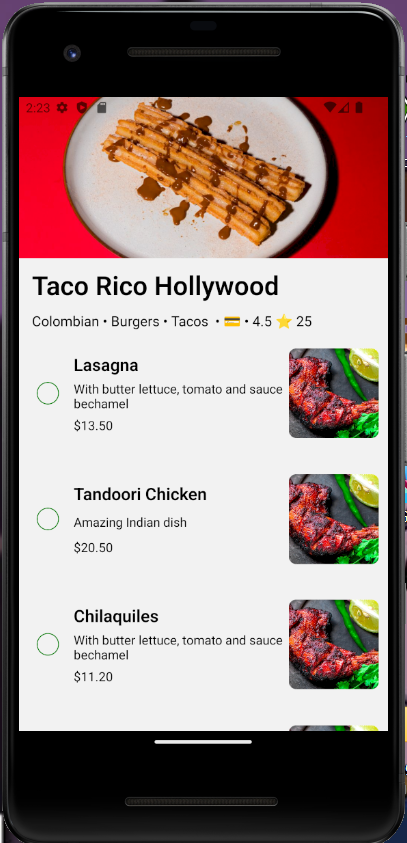 2:23
Taco Rico Hollywood
Colombian • Burgers • Tacos • 💳 • 4.5 ⭐ 25
Lasagna
With butter lettuce, tomato and sauce
bechamel
$13.50
Tandoori Chicken
Amazing Indian dish
$20.50
Chilaquiles
With butter lettuce, tomato and sauce
bechamel
$11.20